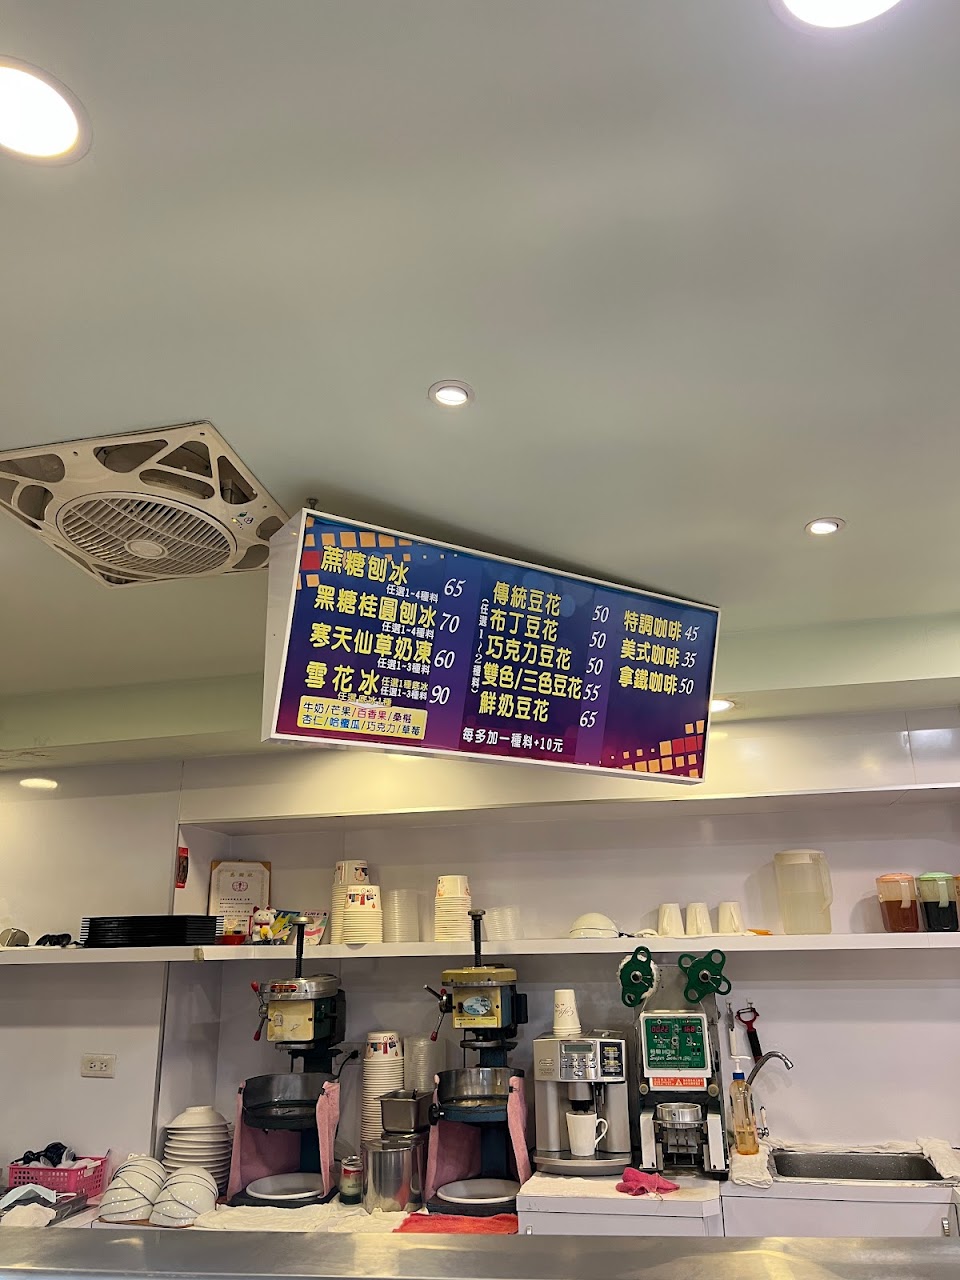 蔗糖刨冰 65
任選1~4種料
黑糖桂圓刨冰 70
任選1~4種料
寒天仙草奶凍 60
任選1~3種料
雪花冰 任選1種底冰 90
任選1~3種料
牛奶/芒果/百香果/桑椹
杏仁/哈蜜瓜/巧克力/草莓
(任選1~2種料)
傳統豆花 50
布丁豆花 50
巧克力豆花 50
雙色/三色豆花 55
鮮奶豆花 65
每多加一種料+10元
特調咖啡 45
美式咖啡 35
拿鐵咖啡 50